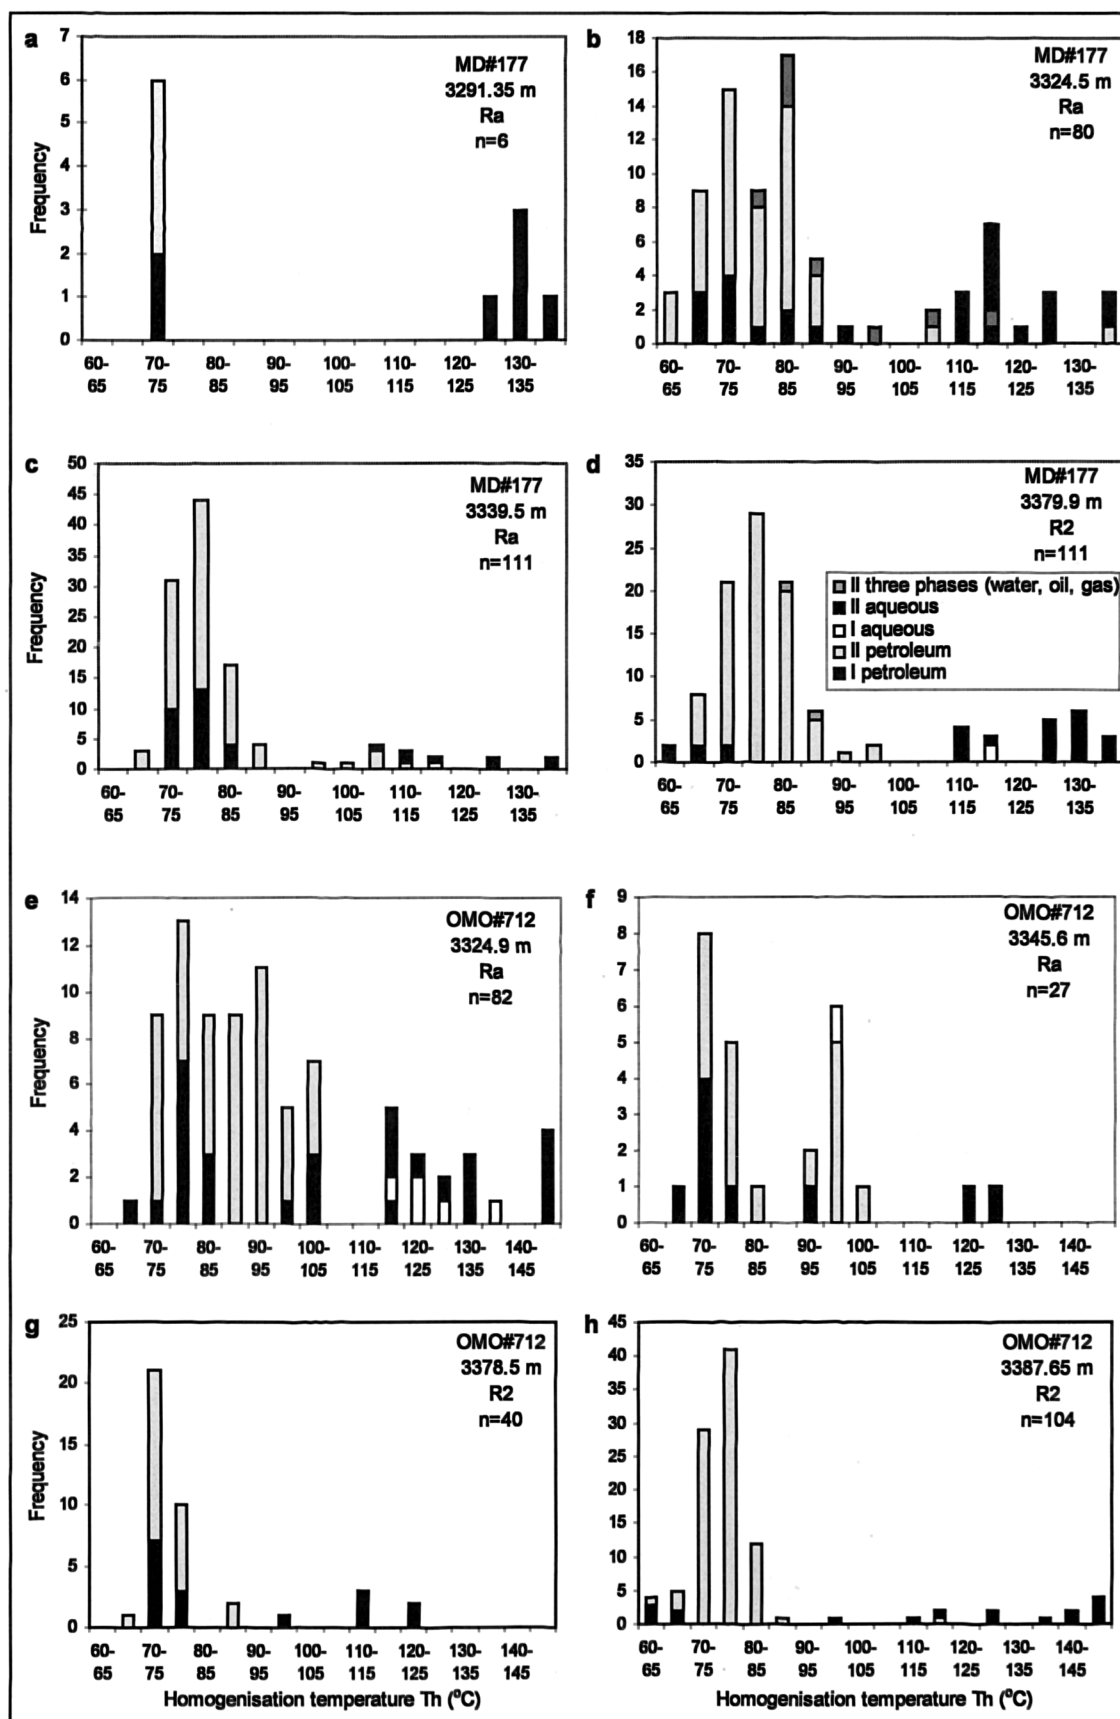 a
7
6
5
4
3
2
1
0
Frequency
MD#177
3291.35 m
Ra
n=6
60- 70- 80- 90- 100- 110- 120- 130-
65 75 85 95 105 115 125 135
b
18
16
14
12
10
8
6
4
2
0
MD#177
3324.5 m
Ra
n=80
60- 70- 80- 90- 100- 110- 120- 130-
65 75 85 95 105 115 125 135
c
50
45
40
35
30
25
20
15
10
5
0
Frequency
MD#177
3339.5 m
Ra
n=111
60- 70- 80- 90- 100- 110- 120- 130-
65 75 85 95 105 115 125 135
d
35
30
25
20
15
10
5
0
MD#177
3379.9 m
R2
n=111
II three phases (water, oil, gas)
II aqueous
I aqueous
II petroleum
I petroleum
60- 70- 80- 90- 100- 110- 120- 130-
65 75 85 95 105 115 125 135
e
14
12
10
8
6
4
2
0
Frequency
OMO#712
3324.9 m
Ra
n=82
60- 70- 80- 90- 100- 110- 120- 130- 140-
65 75 85 95 105 115 125 135 145
f
9
8
7
6
5
4
3
2
1
0
OMO#712
3345.6 m
Ra
n=27
60- 70- 80- 90- 100- 110- 120- 130- 140-
65 75 85 95 105 115 125 135 145
g
25
20
15
10
5
0
Frequency
OMO#712
3378.5 m
R2
n=40
60- 70- 80- 90- 100- 110- 120- 130- 140-
65 75 85 95 105 115 125 135 145
Homogenisation temperature Th (°C)
h
45
40
35
30
25
20
15
10
5
0
OMO#712
3387.65 m
R2
n=104
60- 70- 80- 90- 100- 110- 120- 130- 140-
65 75 85 95 105 115 125 135 145
Homogenisation temperature Th (°C)